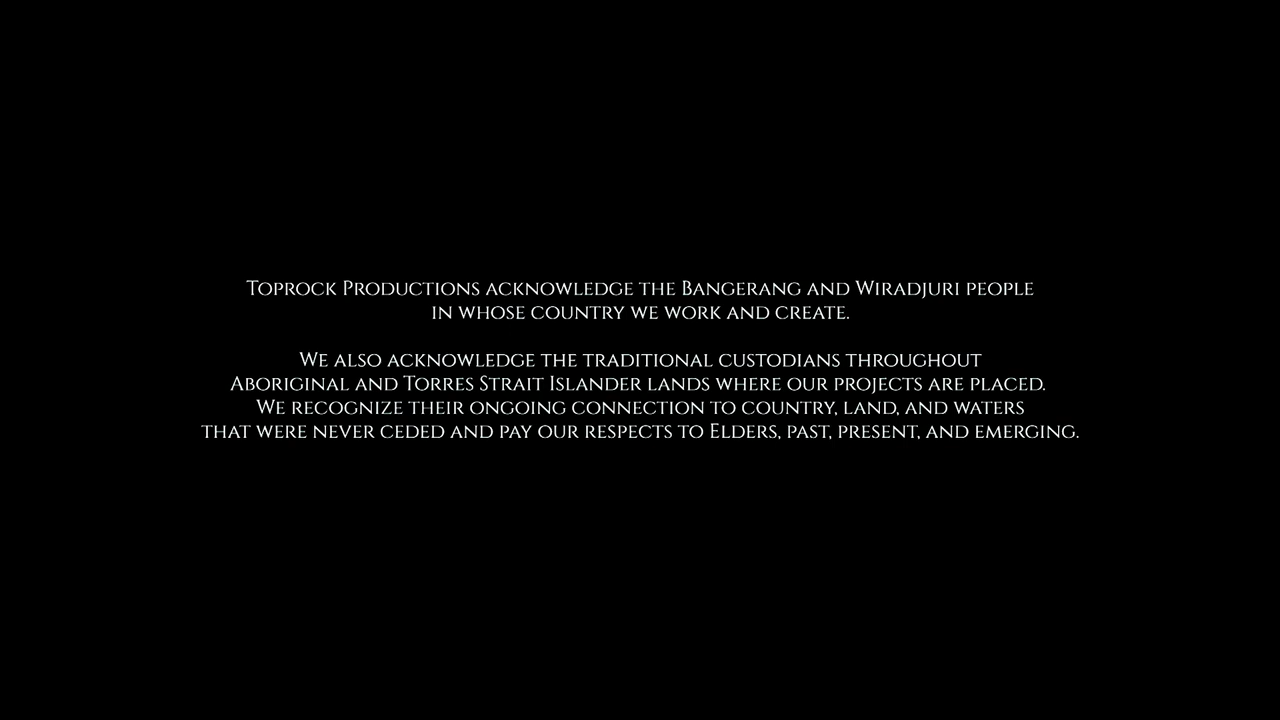 Toprock Productions acknowledge the Bangerang and Wiradjuri people
in whose country we work and create.
We also acknowledge the traditional custodians throughout
Aboriginal and Torres Strait Islander lands where our projects are placed.
We recognize their ongoing connection to country, land, and waters
that were never ceded and pay our respects to Elders, past, present, and emerging.